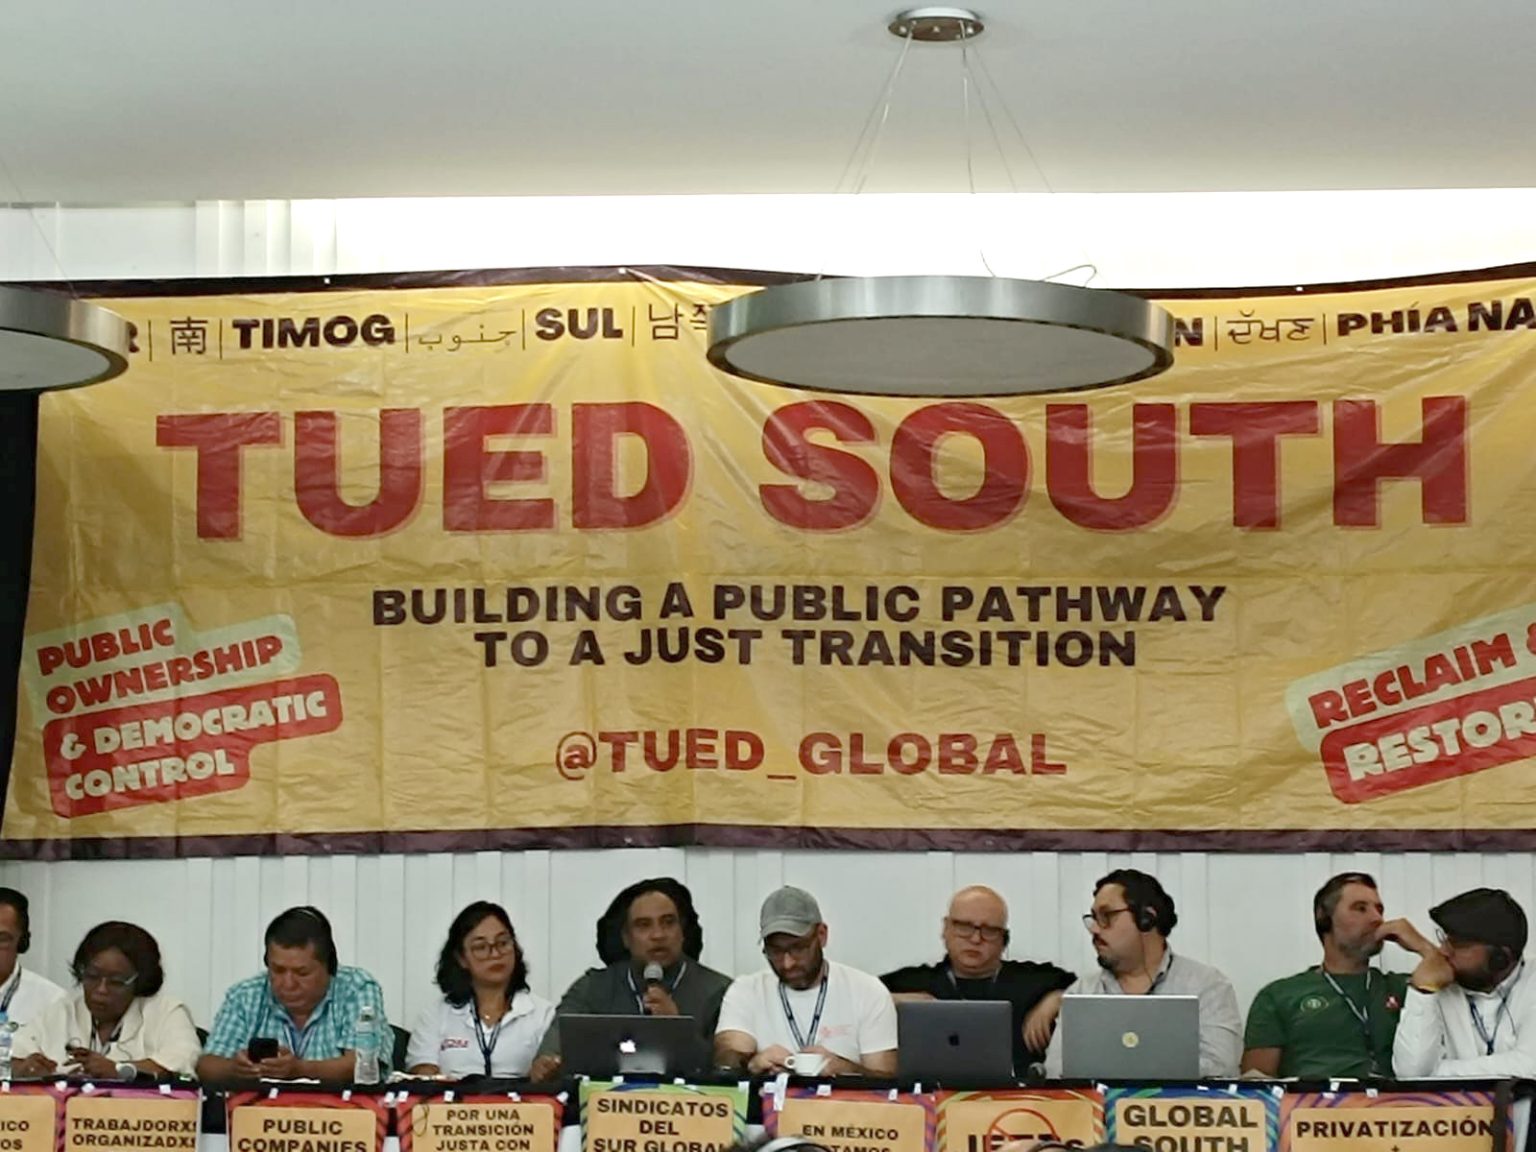 南 | TIMOG | جنوب | SUL | 남
ਦੱਖਣ | PHÍA
TUED SOUTH
BUILDING A PUBLIC PATHWAY
TO A JUST TRANSITION
@TUED_GLOBAL
PUBLIC
OWNERSHIP
& DEMOCRATIC
CONTROL
RECLAIM &
TRABAJDORXS
ORGANIZADXS
PUBLIC
COMPANIES
POR UNA
TRANSICIÓN
JUSTA CON
SINDICATOS
DEL
SUR GLOBAL
EN MÉXICO
GLOBAL
SOUTH
PRIVATIZACIÓN